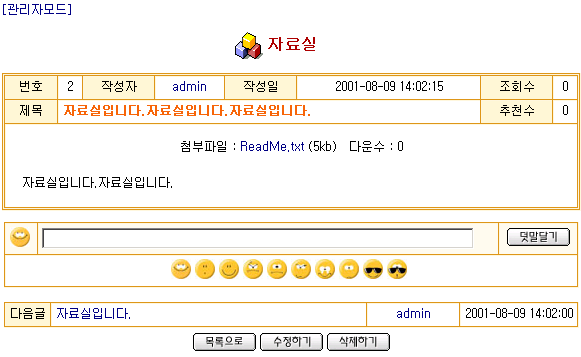 [관리자모드]
자료실
번호 2 작성자 admin 작성일 2001-08-09 14:02:15 조회수 0
제목 자료실입니다.자료실입니다.자료실입니다. 추천수 0
첨부파일 : ReadMe.txt (5kb) 다운수 : 0
자료실입니다.자료실입니다.
덧말달기
다음글 자료실입니다. admin 2001-08-09 14:02:00
목록으로 수정하기 삭제하기